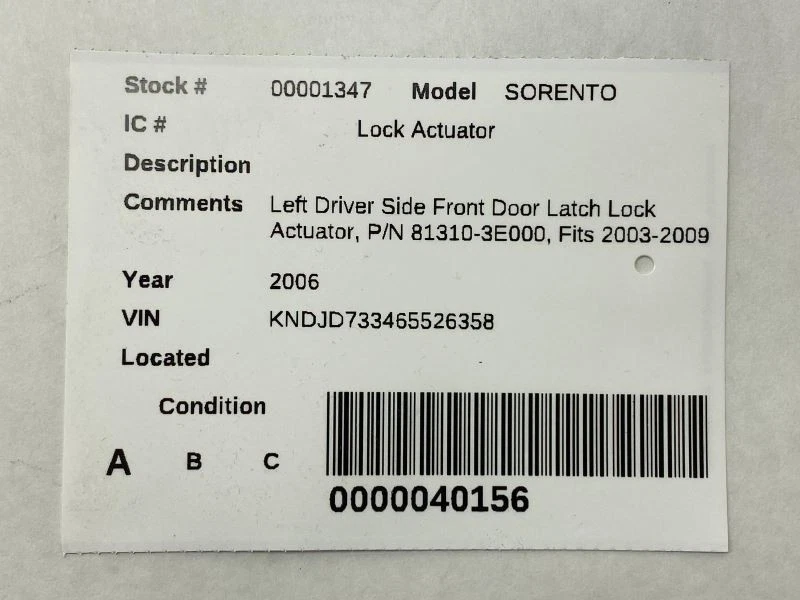 Stock # 00001347 Model SORENTO
IC # Lock Actuator
Description
Comments Left Driver Side Front Door Latch Lock
Actuator, P/N 81310-3E000, Fits 2003-2009
Year 2006
VIN KNDJD733465526358
Located
Condition
A B C
0000040156